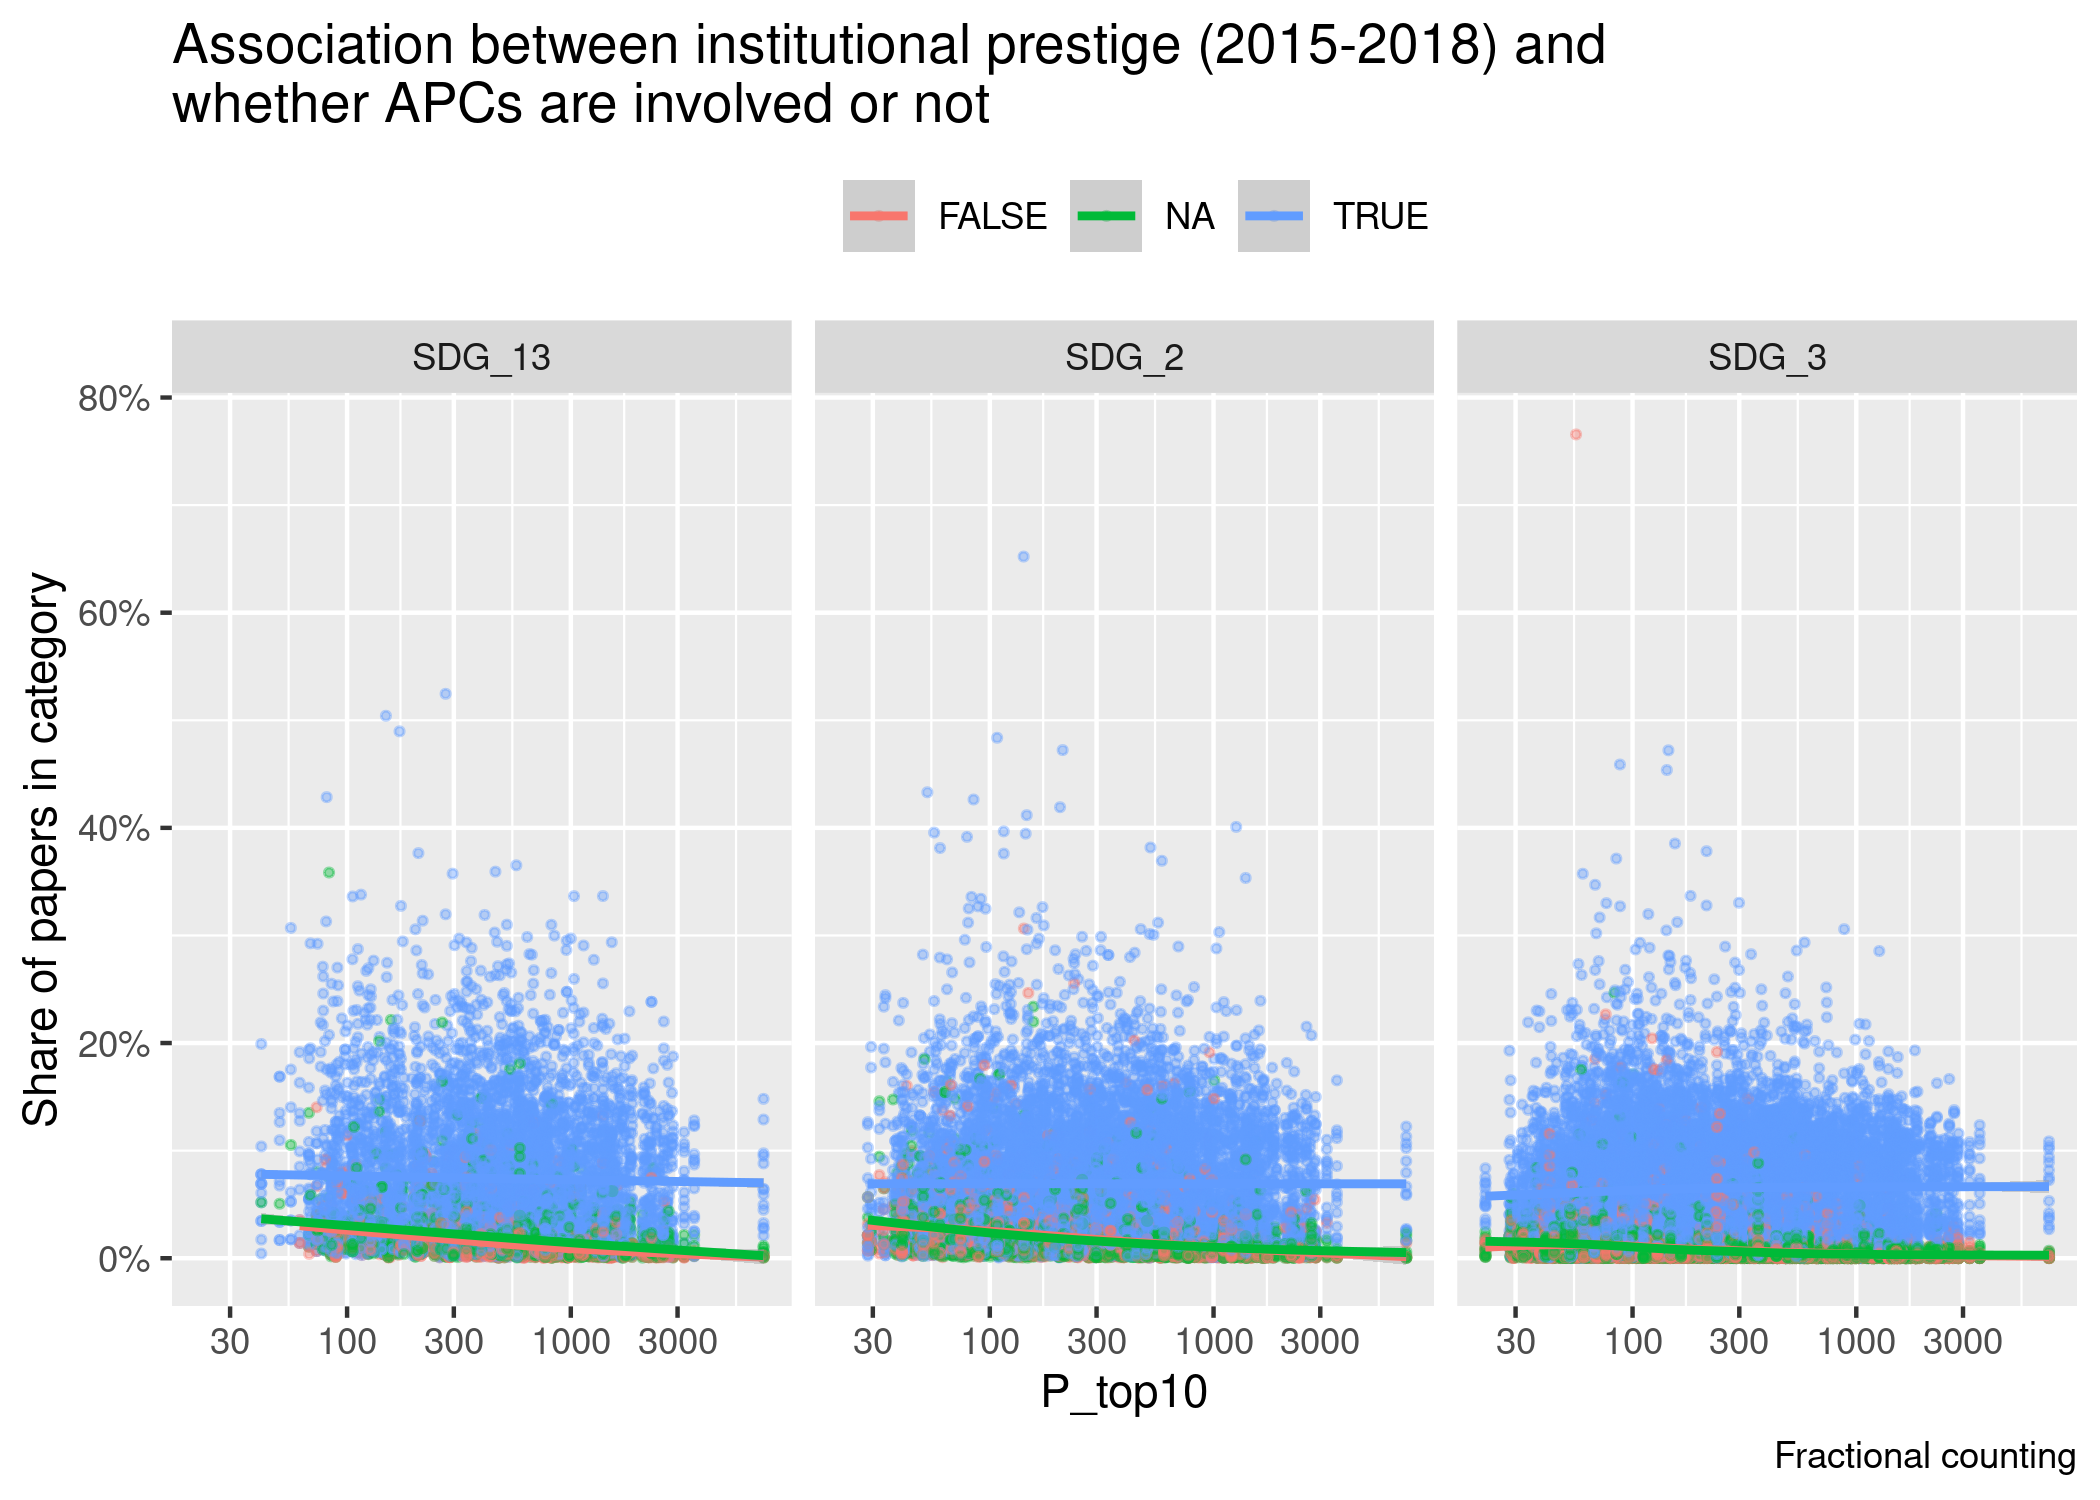 Association between institutional prestige (2015-2018) and
whether APCs are involved or not
FALSE NA TRUE
SDG_13 SDG_2 SDG_3
80%
60%
40%
20%
0%
Share of papers in category
30 100 300 1000 3000 30 100 300 1000 3000 30 100 300 1000 3000
P_top10
Fractional counting